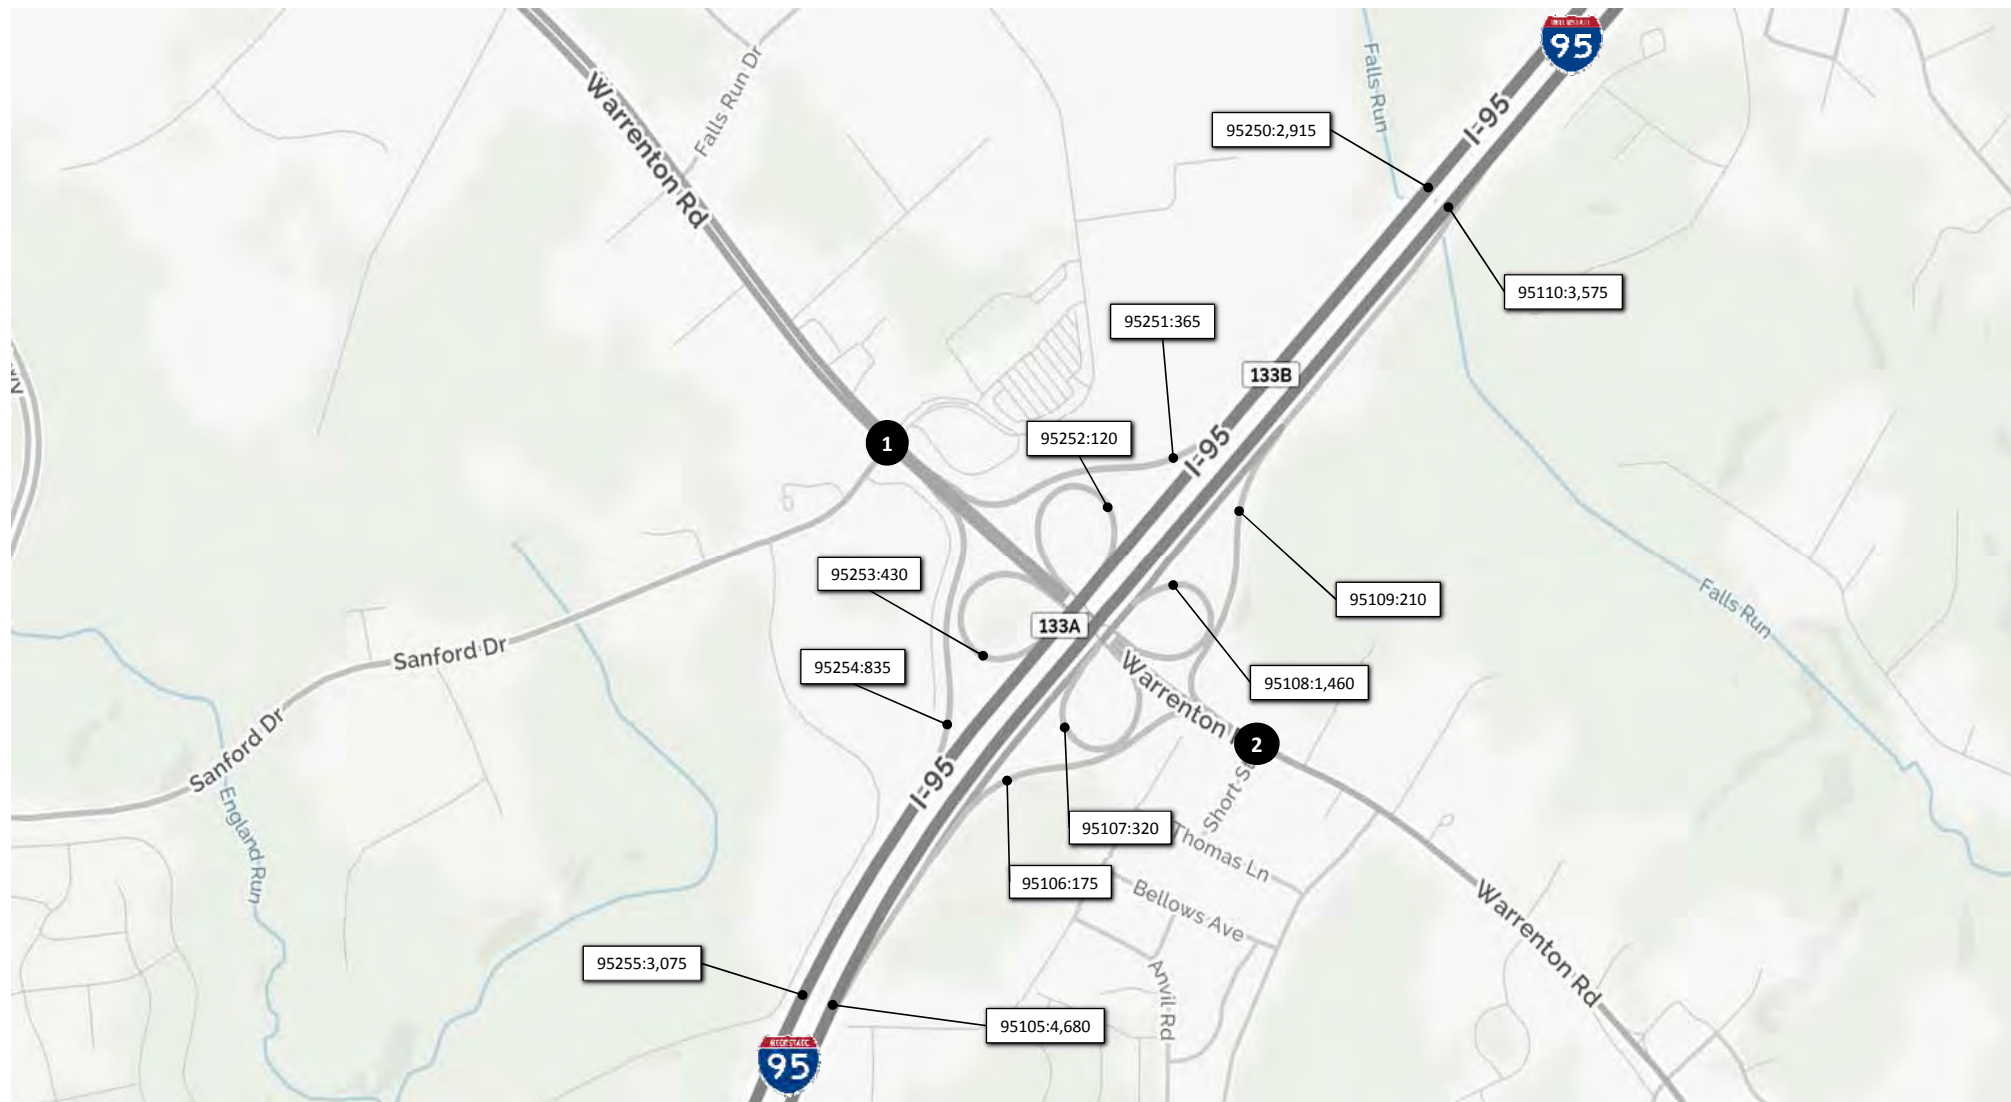 INTERSTATE
95
Falls Run Dr
Warrenton Rd
Falls Run
I-95
95250:2,915
95110:3,575
95251:365
133B
1
95252:120
I-95
95253:430
95109:210
Falls Run
133A
Sanford Dr
95254:835
95108:1,460
Warrenton
2
Sanford Dr
I-95
Short St
England Run
95107:320
Thomas Ln
95106:175
Bellows Ave
Warrenton Rd
95255:3,075
Anvil Rd
95105:4,680
INTERSTATE
95